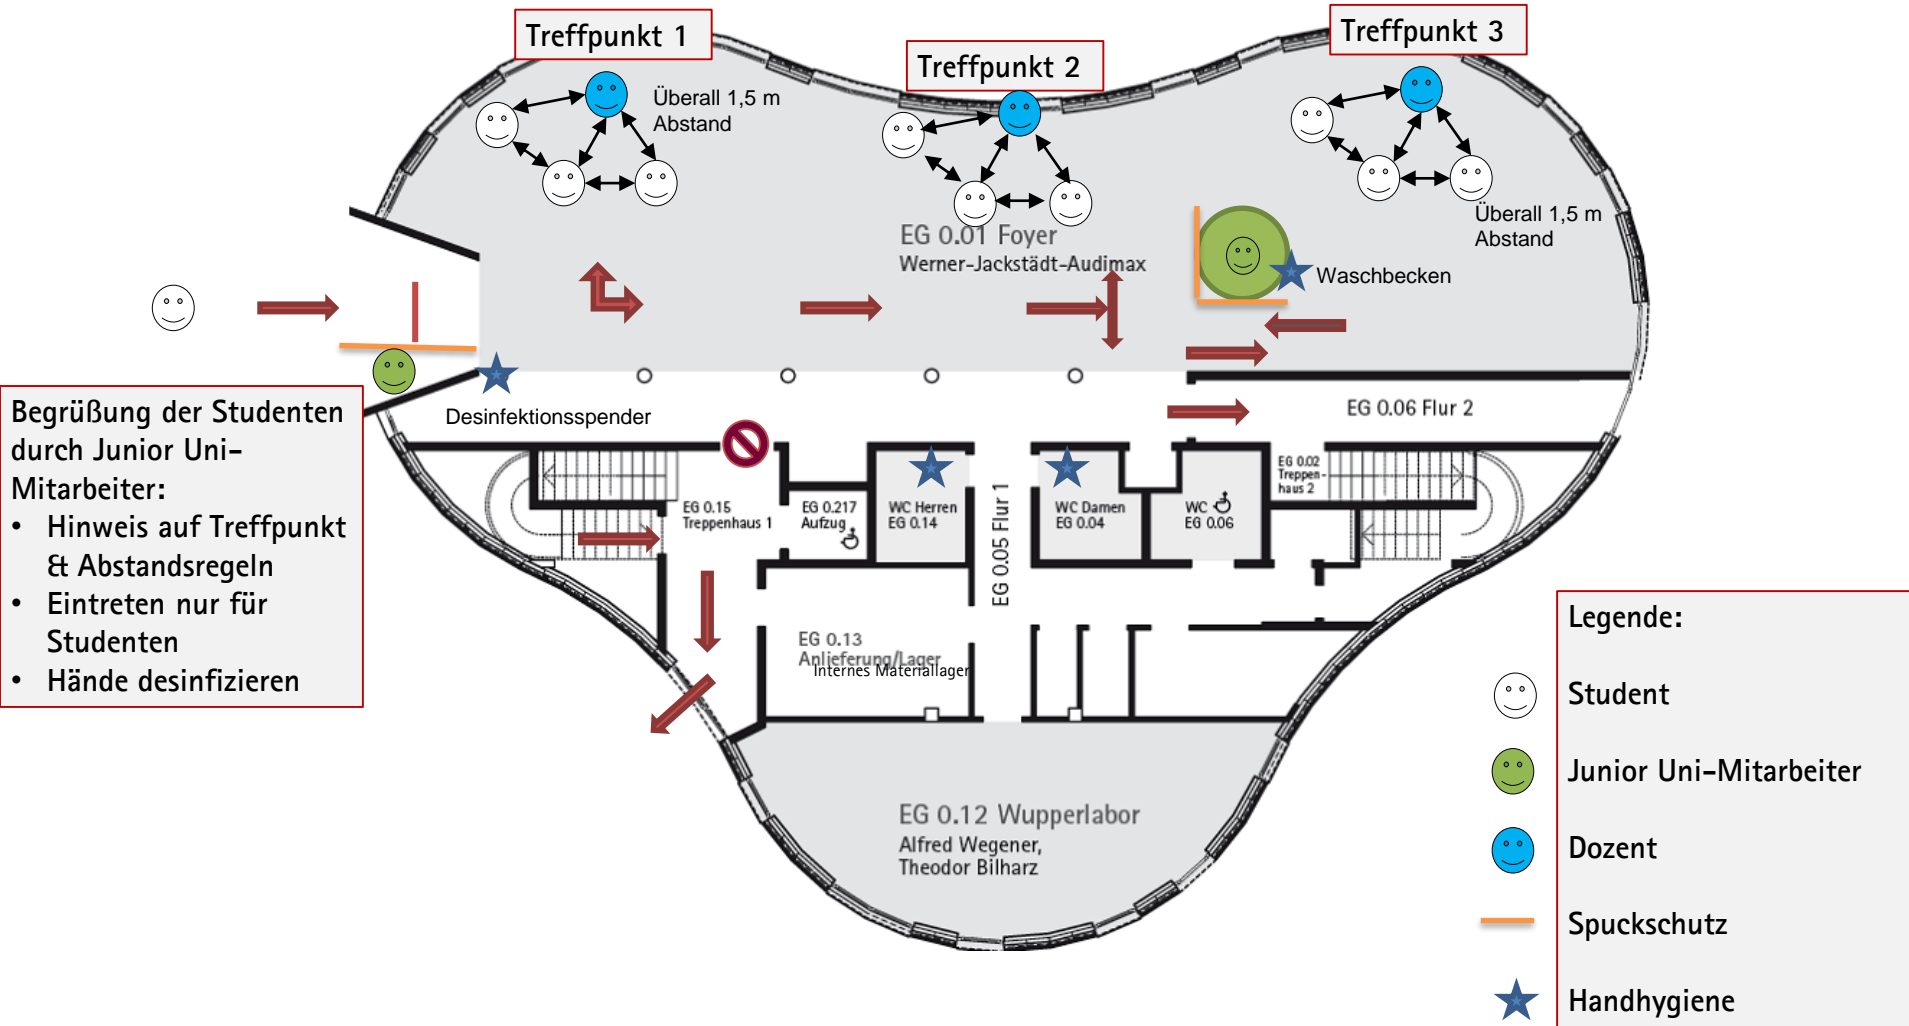 Treffpunkt 1
Treffpunkt 2
Treffpunkt 3
Überall 1,5 m
Abstand
Überall 1,5 m
Abstand
EG 0.01 Foyer
Werner-Jackstädt-Audimax
Waschbecken
Desinfektionsspender
EG 0.06 Flur 2
Begrüßung der Studenten
durch Junior Uni-
Mitarbeiter:
• Hinweis auf Treffpunkt
& Abstandsregeln
• Eintreten nur für
Studenten
• Hände desinfizieren
EG 0.15
Treppenhaus 1
EG 0.217
Aufzug
WC Herren
EG 0.14
EG 0.05 Flur 1
WC Damen
EG 0.04
WC
EG 0.06
EG 0.02
Treppen-
haus 2
EG 0.13
Anlieferung/Lager
Internes Materiallager
EG 0.12 Wupperlabor
Alfred Wegener,
Theodor Bilharz
Legende:
Student
Junior Uni-Mitarbeiter
Dozent
Spuckschutz
Handhygiene